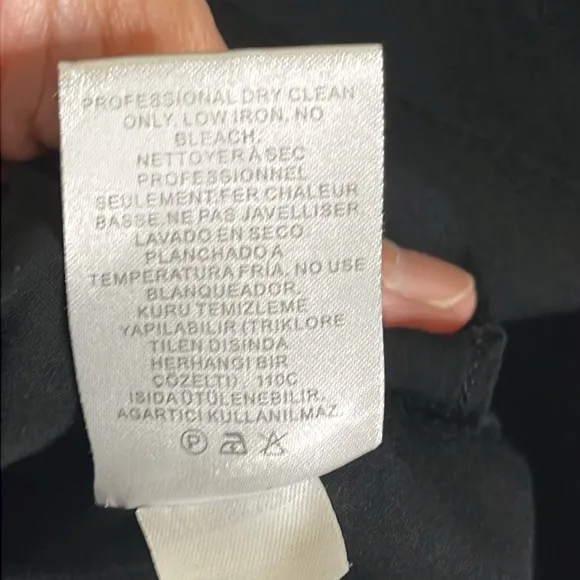 PROFESSIONAL DRY CLEAN
ONLY, LOW IRON. NO
BLEACH.
NETTOYER À SEC
PROFESSIONNEL
SEULEMENT.FER CHALEUR
BASSE.NE PAS JAVELLISER
LAVADO EN SECO
PLANCHADO A
TEMPERATURA FRÍA. NO USE
BLANQUEADOR.
KURU TEMIZLEME
YAPILABILIR (TRIKLORE
TILEN DISINDA
HERHANGI BIR
ÇÖZELTI). 110C
ISIDA ÜTÜLENEBILIR.
AGARTICI KULLANILMAZ.
P